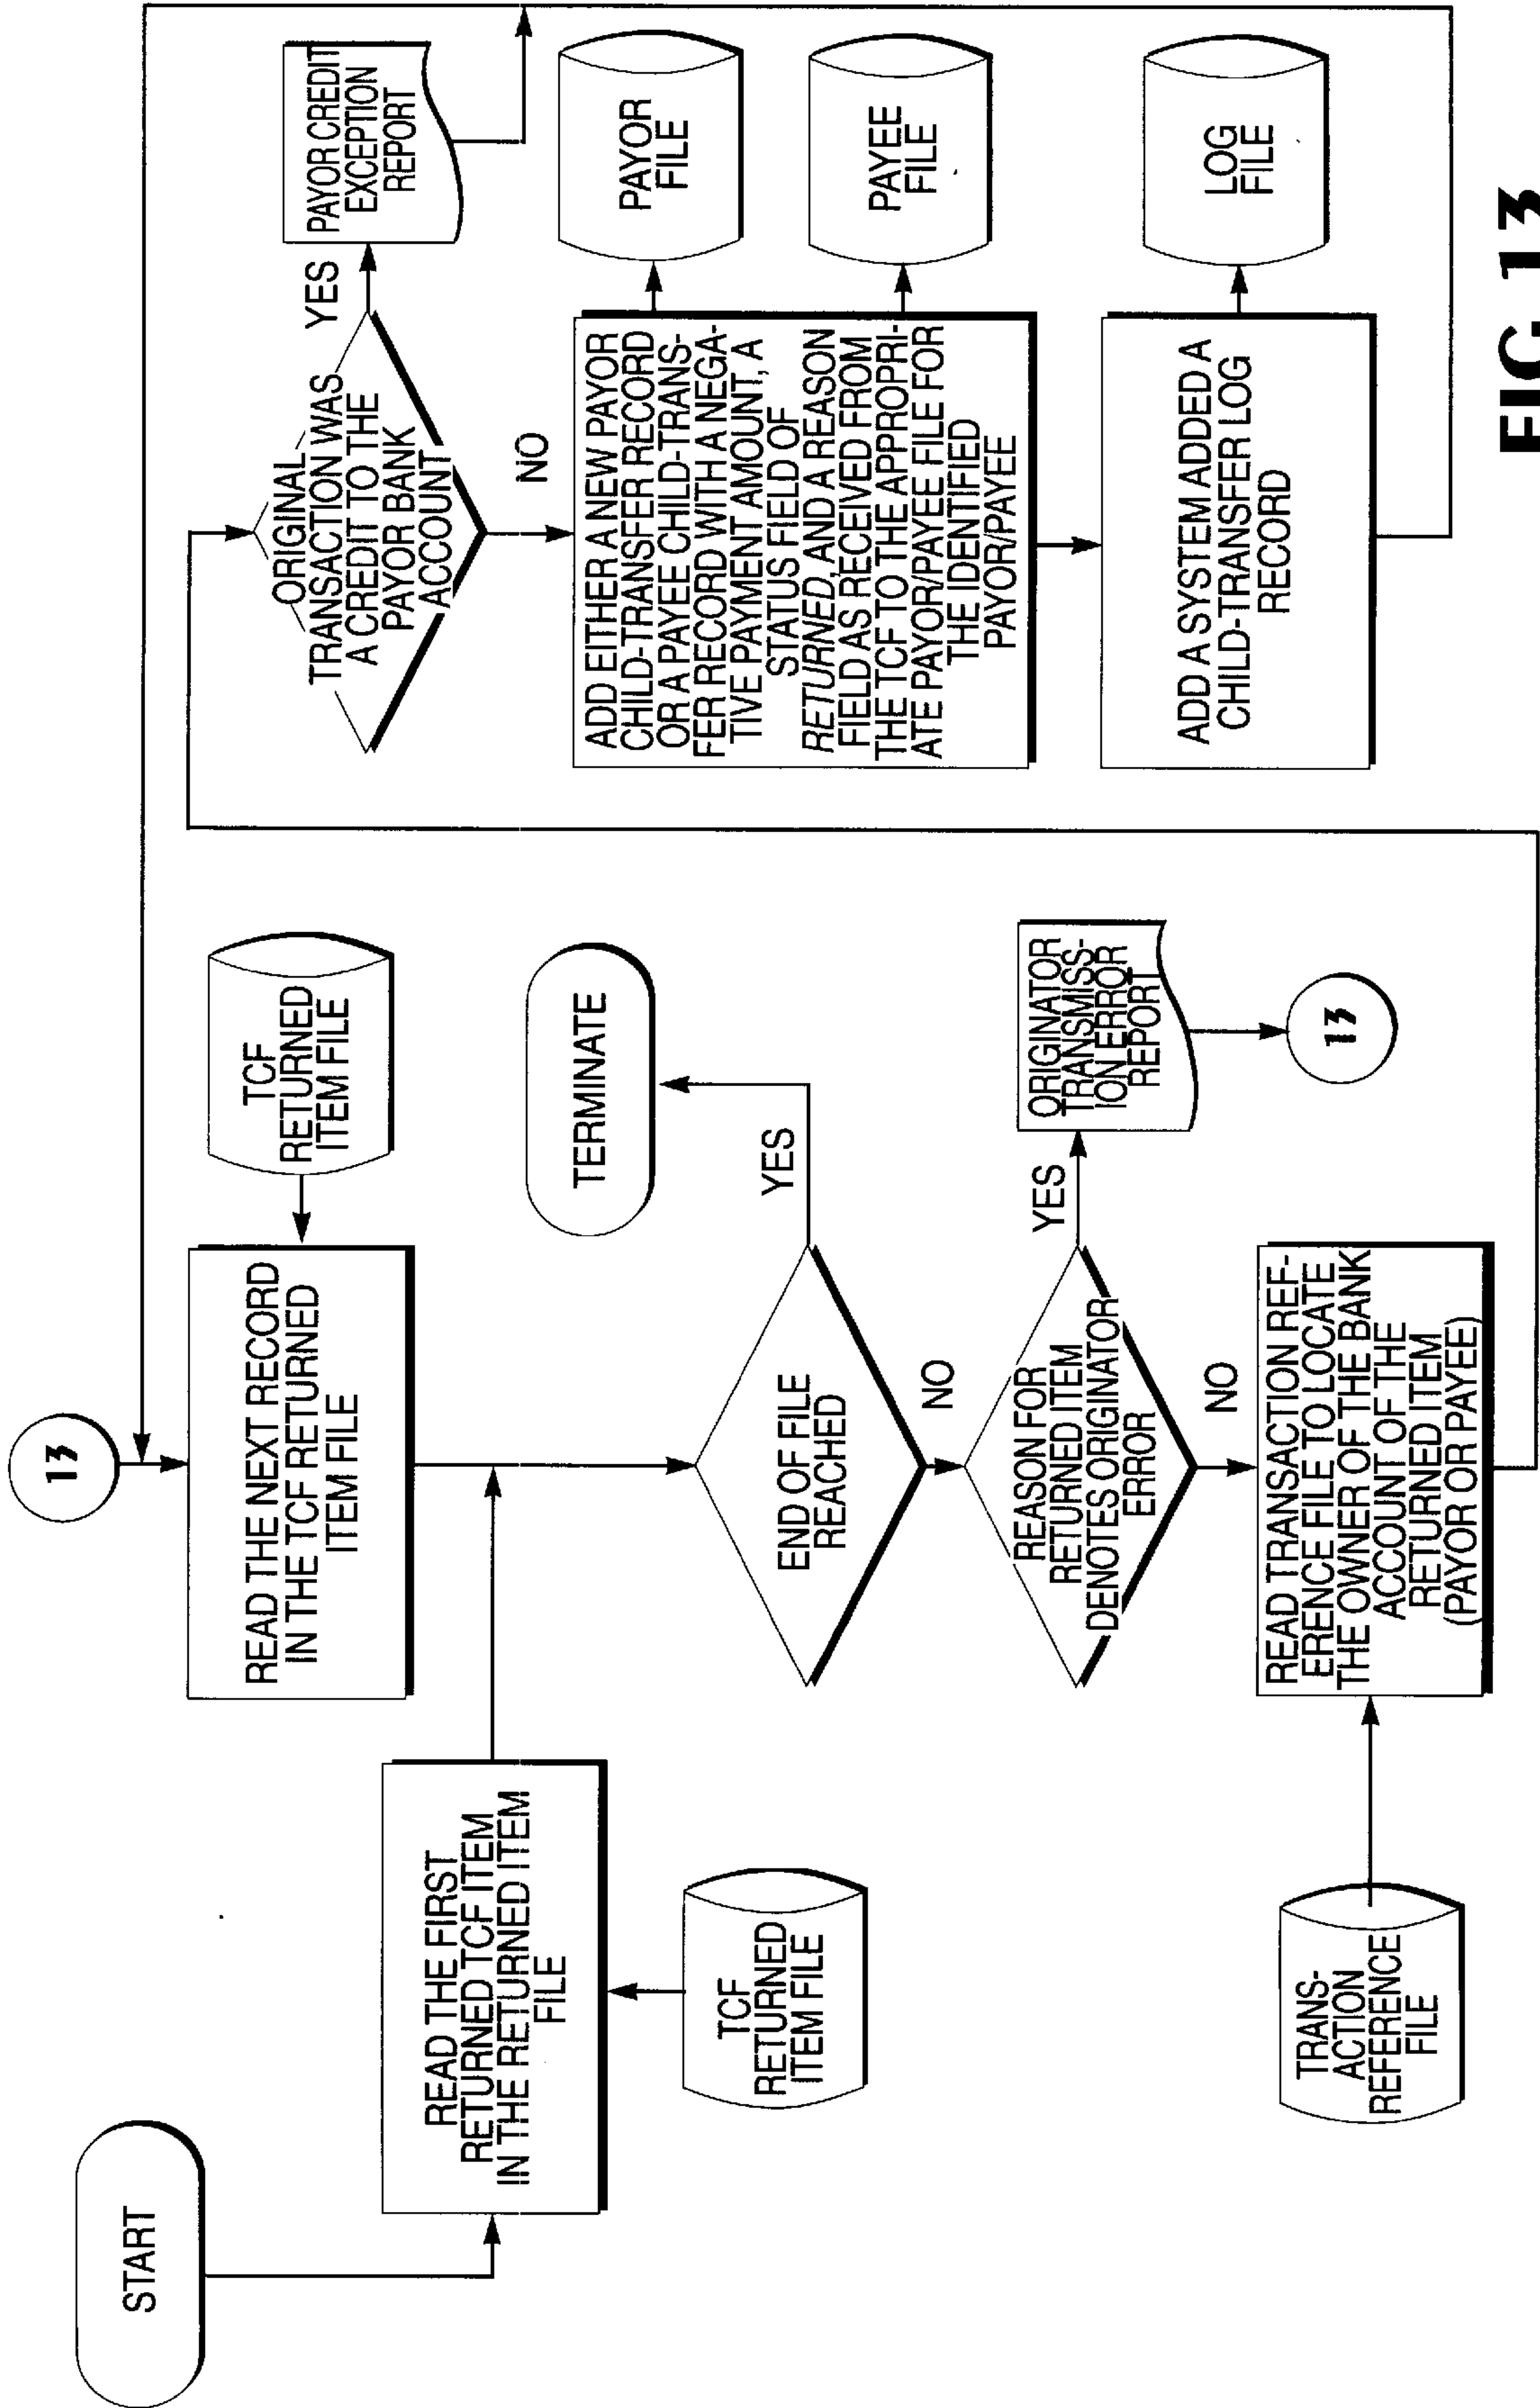 START
READ THE FIRST
RETURNED TCF ITEM
IN THE RETURNED ITEM
FILE
TCF
RETURNED
ITEM FILE
13
READ THE NEXT RECORD
IN THE TCF RETURNED
ITEM FILE
TCF
RETURNED
ITEM FILE
END OF FILE
REACHED
YES
TERMINATE
NO
REASON FOR
RETURNED ITEM
DENOTES ORIGINATOR
ERROR
YES
ORIGINATOR
TRANSMISS-
ION ERROR
REPORT
13
NO
READ TRANSACTION REF-
ERENCE FILE TO LOCATE
THE OWNER OF THE BANK
ACCOUNT OF THE
RETURNED ITEM
(PAYOR OR PAYEE)
TRANS-
ACTION
REFERENCE
FILE
ORIGINAL
TRANSACTION WAS
A CREDIT TO THE
PAYOR BANK
ACCOUNT
YES
PAYOR CREDIT
EXCEPTION
REPORT
NO
ADD EITHER A NEW PAYOR
CHILD-TRANSFER RECORD
OR A PAYEE CHILD-TRANS-
FER RECORD WITH A NEGA-
TIVE PAYMENT AMOUNT, A
STATUS FIELD OF
RETURNED, AND A REASON
FIELD AS RECEIVED FROM
THE TCF TO THE APPROPRI-
ATE PAYOR/PAYEE FILE FOR
THE IDENTIFIED
PAYOR/PAYEE
PAYOR
FILE
PAYEE
FILE
ADD A SYSTEM ADDED A
CHILD-TRANSFER LOG
RECORD
LOG
FILE
FIG. 13